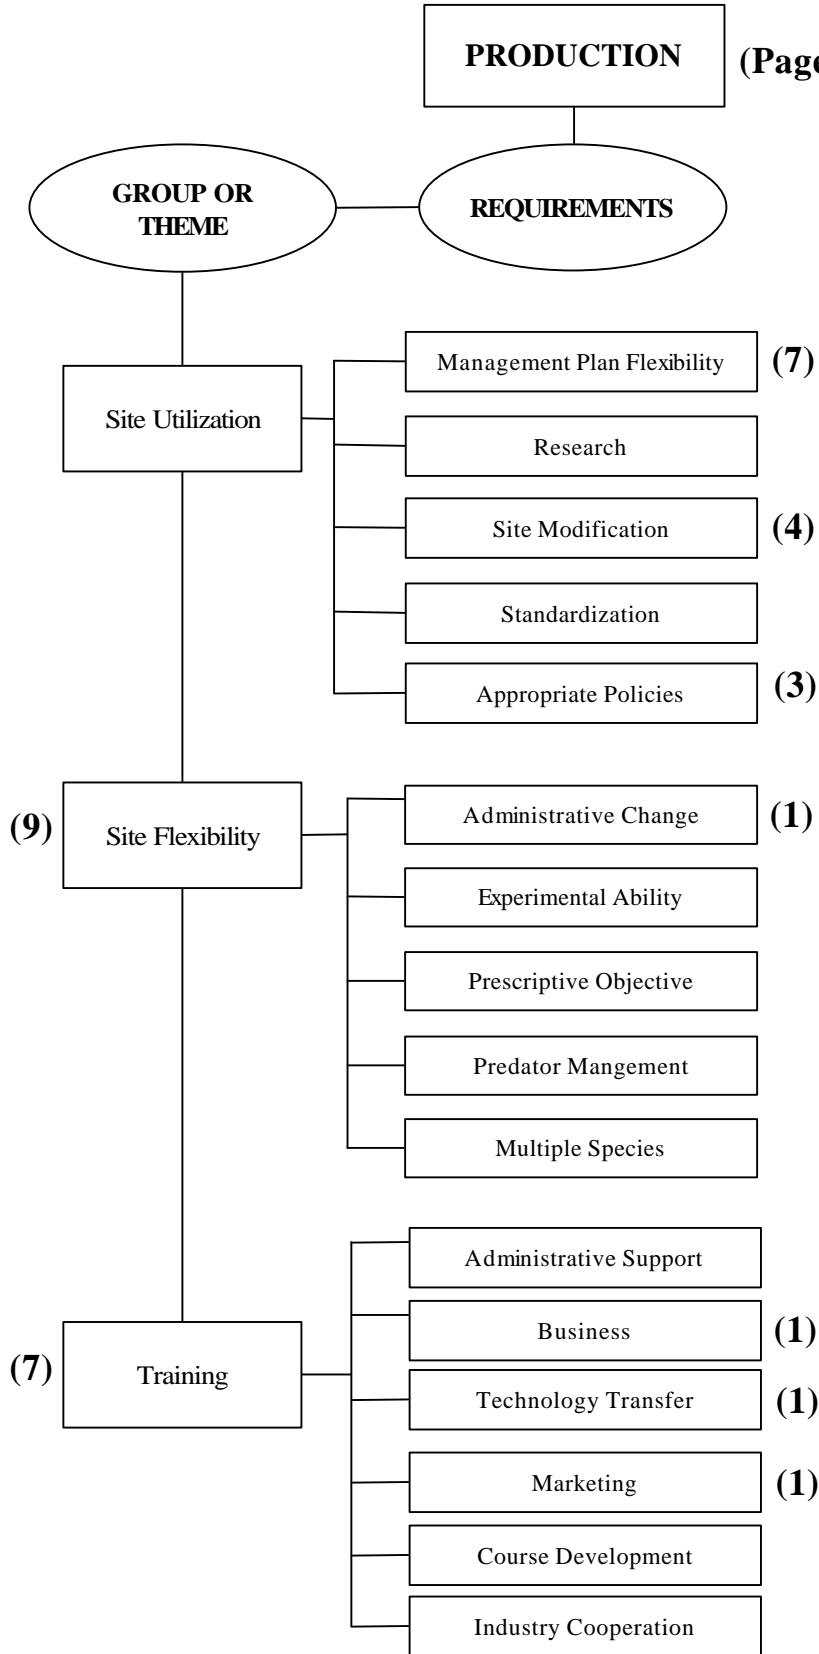 PRODUCTION (Page
GROUP OR
THEME
REQUIREMENTS
Management Plan Flexibility (7)
Site Utilization
Research
Site Modification (4)
Standardization
Appropriate Policies (3)
(9) Site Flexibility
Administrative Change (1)
Experimental Ability
Prescriptive Objective
Predator Mangement
Multiple Species
Administrative Support
Business (1)
(7) Training
Technology Transfer (1)
Marketing (1)
Course Development
Industry Cooperation